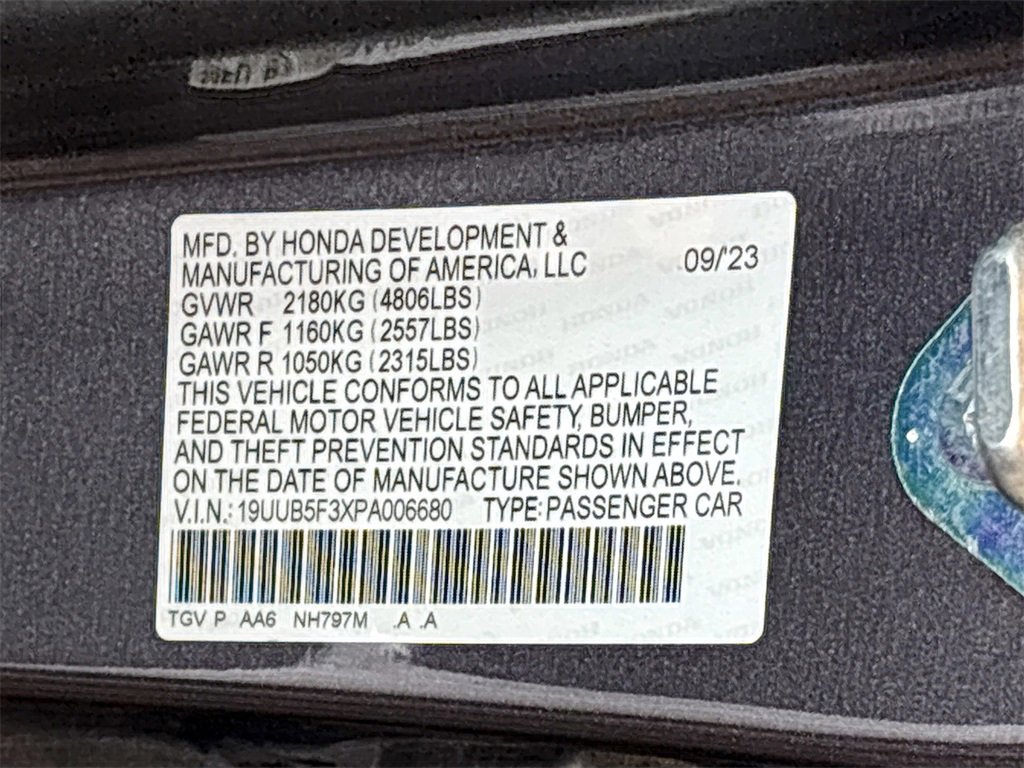 MFD. BY HONDA DEVELOPMENT &
MANUFACTURING OF AMERICA, LLC 09/'23
GVWR 2180KG (4806LBS)
GAWR F 1160KG (2557LBS)
GAWR R 1050KG (2315LBS)
THIS VEHICLE CONFORMS TO ALL APPLICABLE
FEDERAL MOTOR VEHICLE SAFETY, BUMPER,
AND THEFT PREVENTION STANDARDS IN EFFECT
ON THE DATE OF MANUFACTURE SHOWN ABOVE.
V.I.N.: 19UUB5F3XPA006680 TYPE: PASSENGER CAR
TGV P AA6 NH797M .A .A